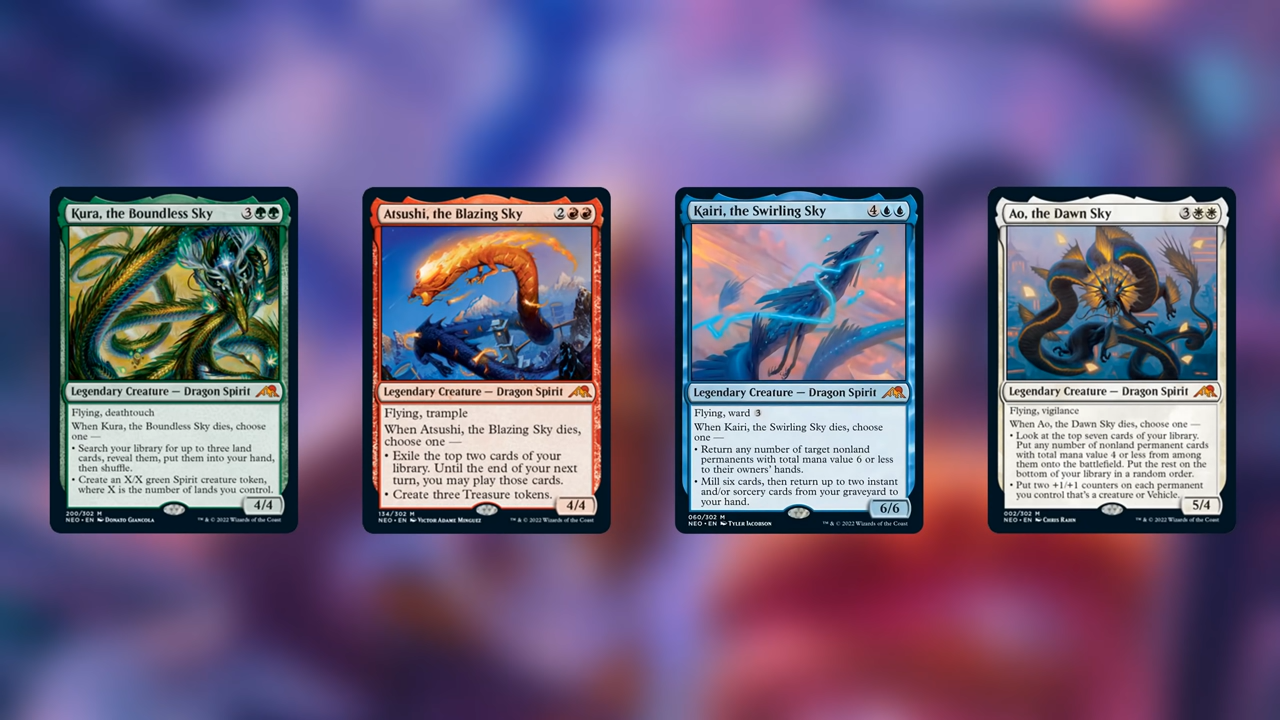 Kura, the Boundless Sky 3
Legendary Creature — Dragon Spirit
Flying, deathtouch
When Kura, the Boundless Sky dies, choose
one —
• Search your library for up to three land
cards, reveal them, put them into your hand,
then shuffle.
• Create an X/X green Spirit creature token,
where X is the number of lands you control.
4/4
200/302 M
NEO • EN Donato Giancola
™ & © 2022 Wizards of the Coast
Atsushi, the Blazing Sky 2
Legendary Creature — Dragon Spirit
Flying, trample
When Atsushi, the Blazing Sky dies,
choose one —
• Exile the top two cards of your
library. Until the end of your next
turn, you may play those cards.
• Create three Treasure tokens.
4/4
134/302 M
NEO • EN Victor Adame Minguez
™ & © 2022 Wizards of the Coast
Kairi, the Swirling Sky 4
Legendary Creature — Dragon Spirit
Flying, ward 3
When Kairi, the Swirling Sky dies, choose
one —
• Return any number of target nonland
permanents with total mana value 6 or less
to their owners' hands.
• Mill six cards, then return up to two instant
and/or sorcery cards from your graveyard to
your hand.
6/6
060/302 M
NEO • EN Tyler Jacobson
™ & © 2022 Wizards of the Coast
Ao, the Dawn Sky 3
Legendary Creature — Dragon Spirit
Flying, vigilance
When Ao, the Dawn Sky dies, choose one —
• Look at the top seven cards of your library.
Put any number of nonland permanent cards
with total mana value 4 or less from among
them onto the battlefield. Put the rest on the
bottom of your library in a random order.
• Put two +1/+1 counters on each permanent
you control that's a creature or Vehicle.
5/4
002/302 M
NEO • EN Chris Rahn
™ & © 2022 Wizards of the Coast